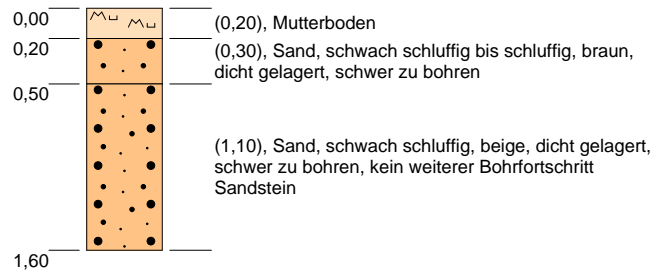 0,00
(0,20), Mutterboden
0,20
(0,30), Sand, schwach schluffig bis schluffig, braun,
dicht gelagert, schwer zu bohren
0,50
(1,10), Sand, schwach schluffig, beige, dicht gelagert,
schwer zu bohren, kein weiterer Bohrfortschritt
Sandstein
1,60